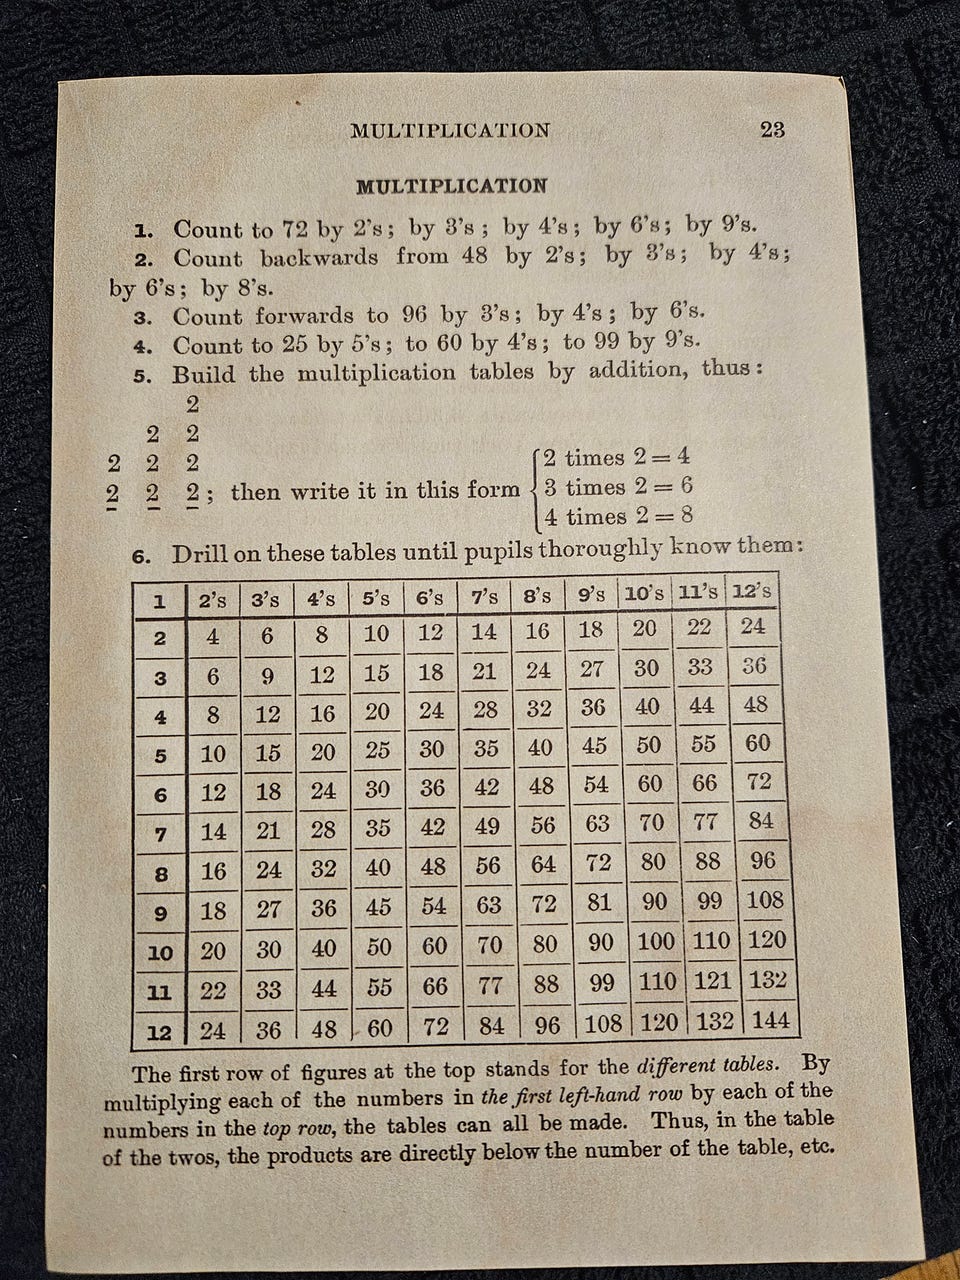 MULTIPLICATION 23
MULTIPLICATION
1. Count to 72 by 2's; by 3's; by 4's; by 6's; by 9's.
2. Count backwards from 48 by 2's; by 3's; by 4's;
by 6's; by 8's.
3. Count forwards to 96 by 3's; by 4's; by 6's.
4. Count to 25 by 5's; to 60 by 4's; to 99 by 9's.
5. Build the multiplication tables by addition, thus:
2
2 2
2 2 2 2 times 2 = 4
2 2 2; then write it in this form 3 times 2 = 6
4 times 2 = 8
6. Drill on these tables until pupils thoroughly know them:
1 2's 3's 4's 5's 6's 7's 8's 9's 10's 11's 12's
2 4 6 8 10 12 14 16 18 20 22 24
3 6 9 12 15 18 21 24 27 30 33 36
4 8 12 16 20 24 28 32 36 40 44 48
5 10 15 20 25 30 35 40 45 50 55 60
6 12 18 24 30 36 42 48 54 60 66 72
7 14 21 28 35 42 49 56 63 70 77 84
8 16 24 32 40 48 56 64 72 80 88 96
9 18 27 36 45 54 63 72 81 90 99 108
10 20 30 40 50 60 70 80 90 100 110 120
11 22 33 44 55 66 77 88 99 110 121 132
12 24 36 48 60 72 84 96 108 120 132 144
The first row of figures at the top stands for the different tables. By
multiplying each of the numbers in the first left-hand row by each of the
numbers in the top row, the tables can all be made. Thus, in the table
of the twos, the products are directly below the number of the table, etc.